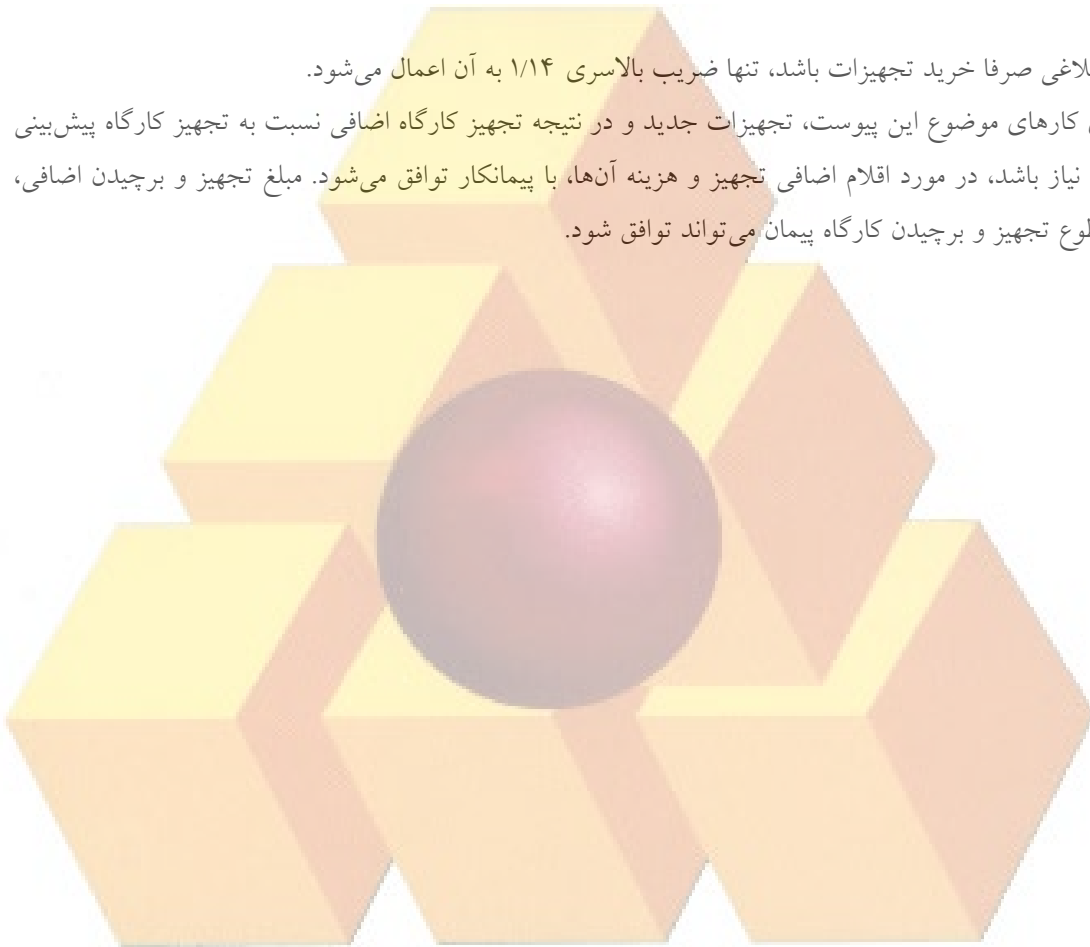 لاغی صرفا خرید تجهیزات باشد، تنها ضریب بالاسری ۱/۱۴ به آن اعمال می‌شود.
کارهای موضوع این پیوست، تجهیزات جدید و در نتیجه تجهیز کارگاه اضافی نسبت به تجهیز کارگاه پیش‌بینی
نیاز باشد، در مورد اقلام اضافی تجهیز و هزینه آن‌ها، با پیمانکار توافق می‌شود. مبلغ تجهیز و برچیدن اضافی،
طوع تجهیز و برچیدن کارگاه پیمان می‌تواند توافق شود.